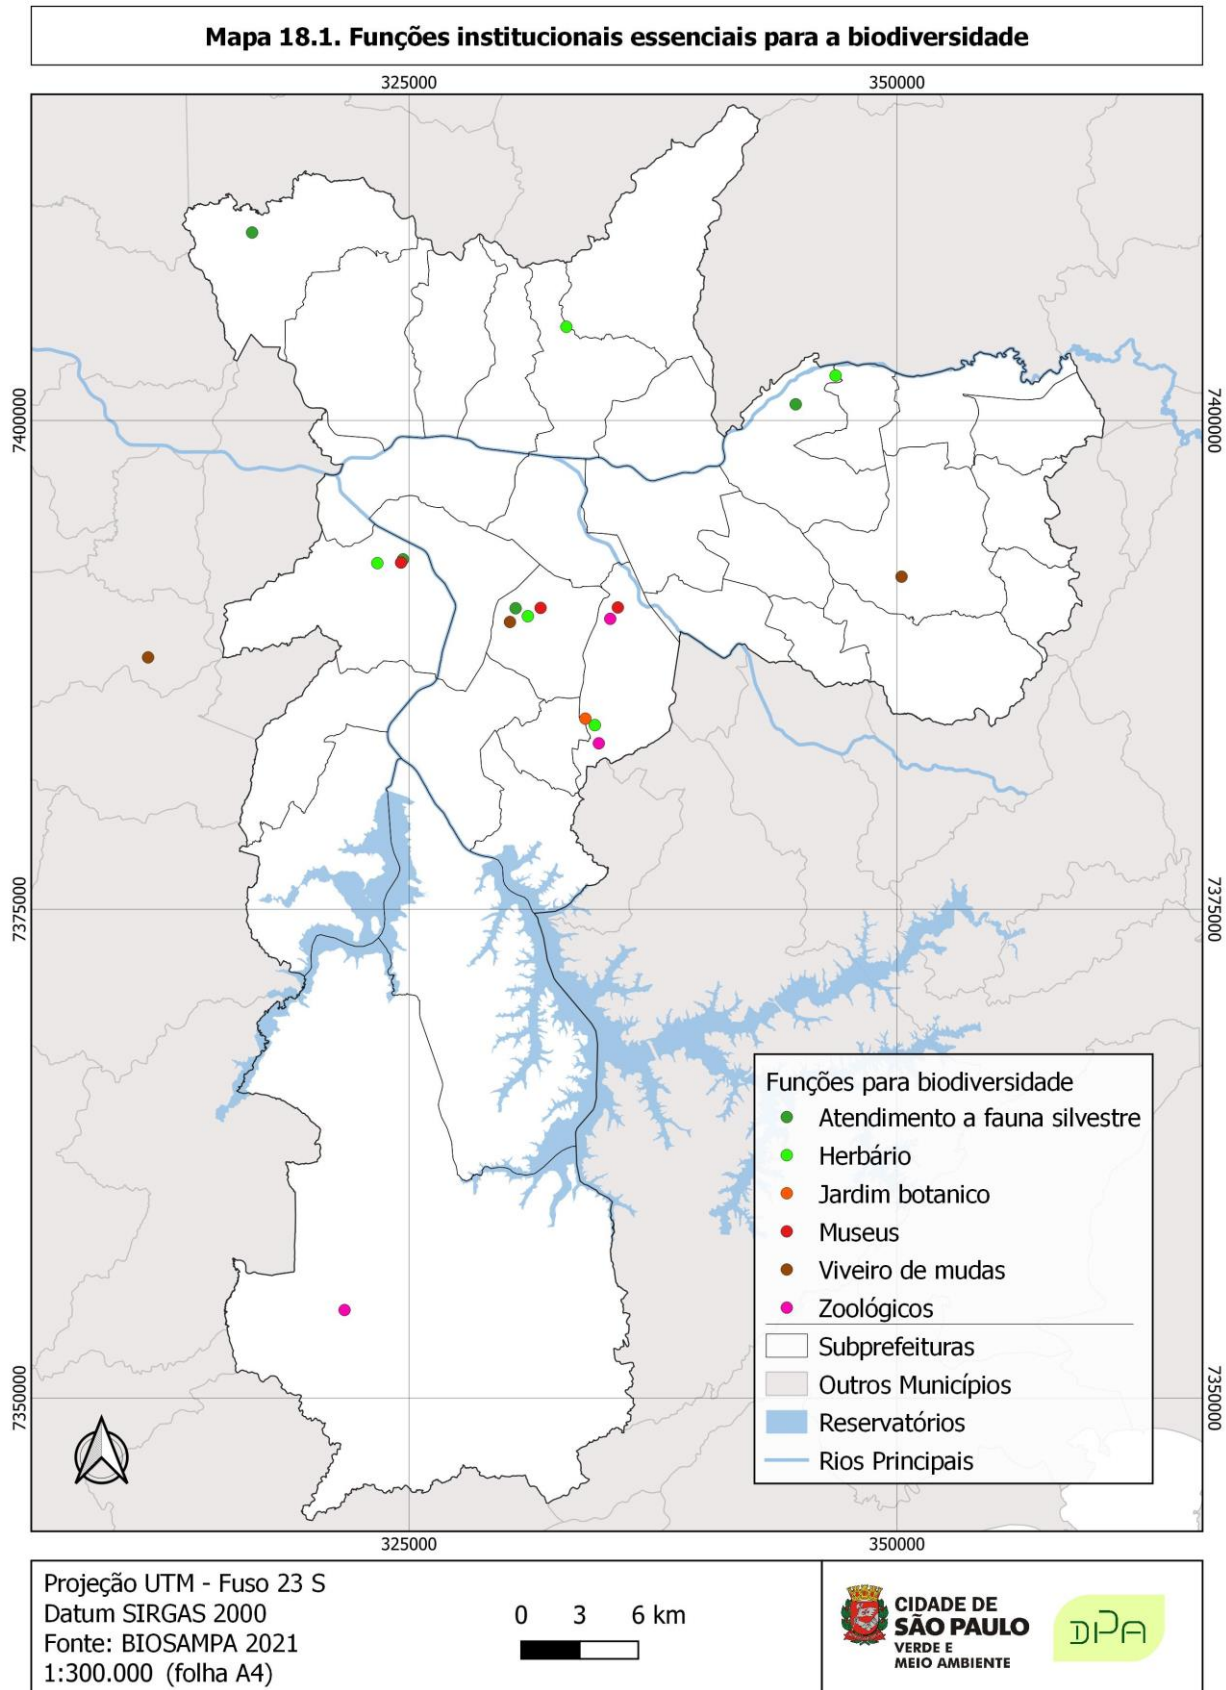 Mapa 18.1. Funções institucionais essenciais para a biodiversidade
325000
350000
7400000
7400000
7375000
7375000
7350000
7350000
Funções para biodiversidade
Atendimento a fauna silvestre
Herbário
Jardim botanico
Museus
Viveiro de mudas
Zoológicos
Subprefeituras
Outros Municípios
Reservatórios
Rios Principais
325000
350000
Projeção UTM - Fuso 23 S
Datum SIRGAS 2000
Fonte: BIOSAMPA 2021
1:300.000 (folha A4)
0 3 6 km
CIDADE DE
SÃO PAULO
VERDE E
MEIO AMBIENTE
DPA